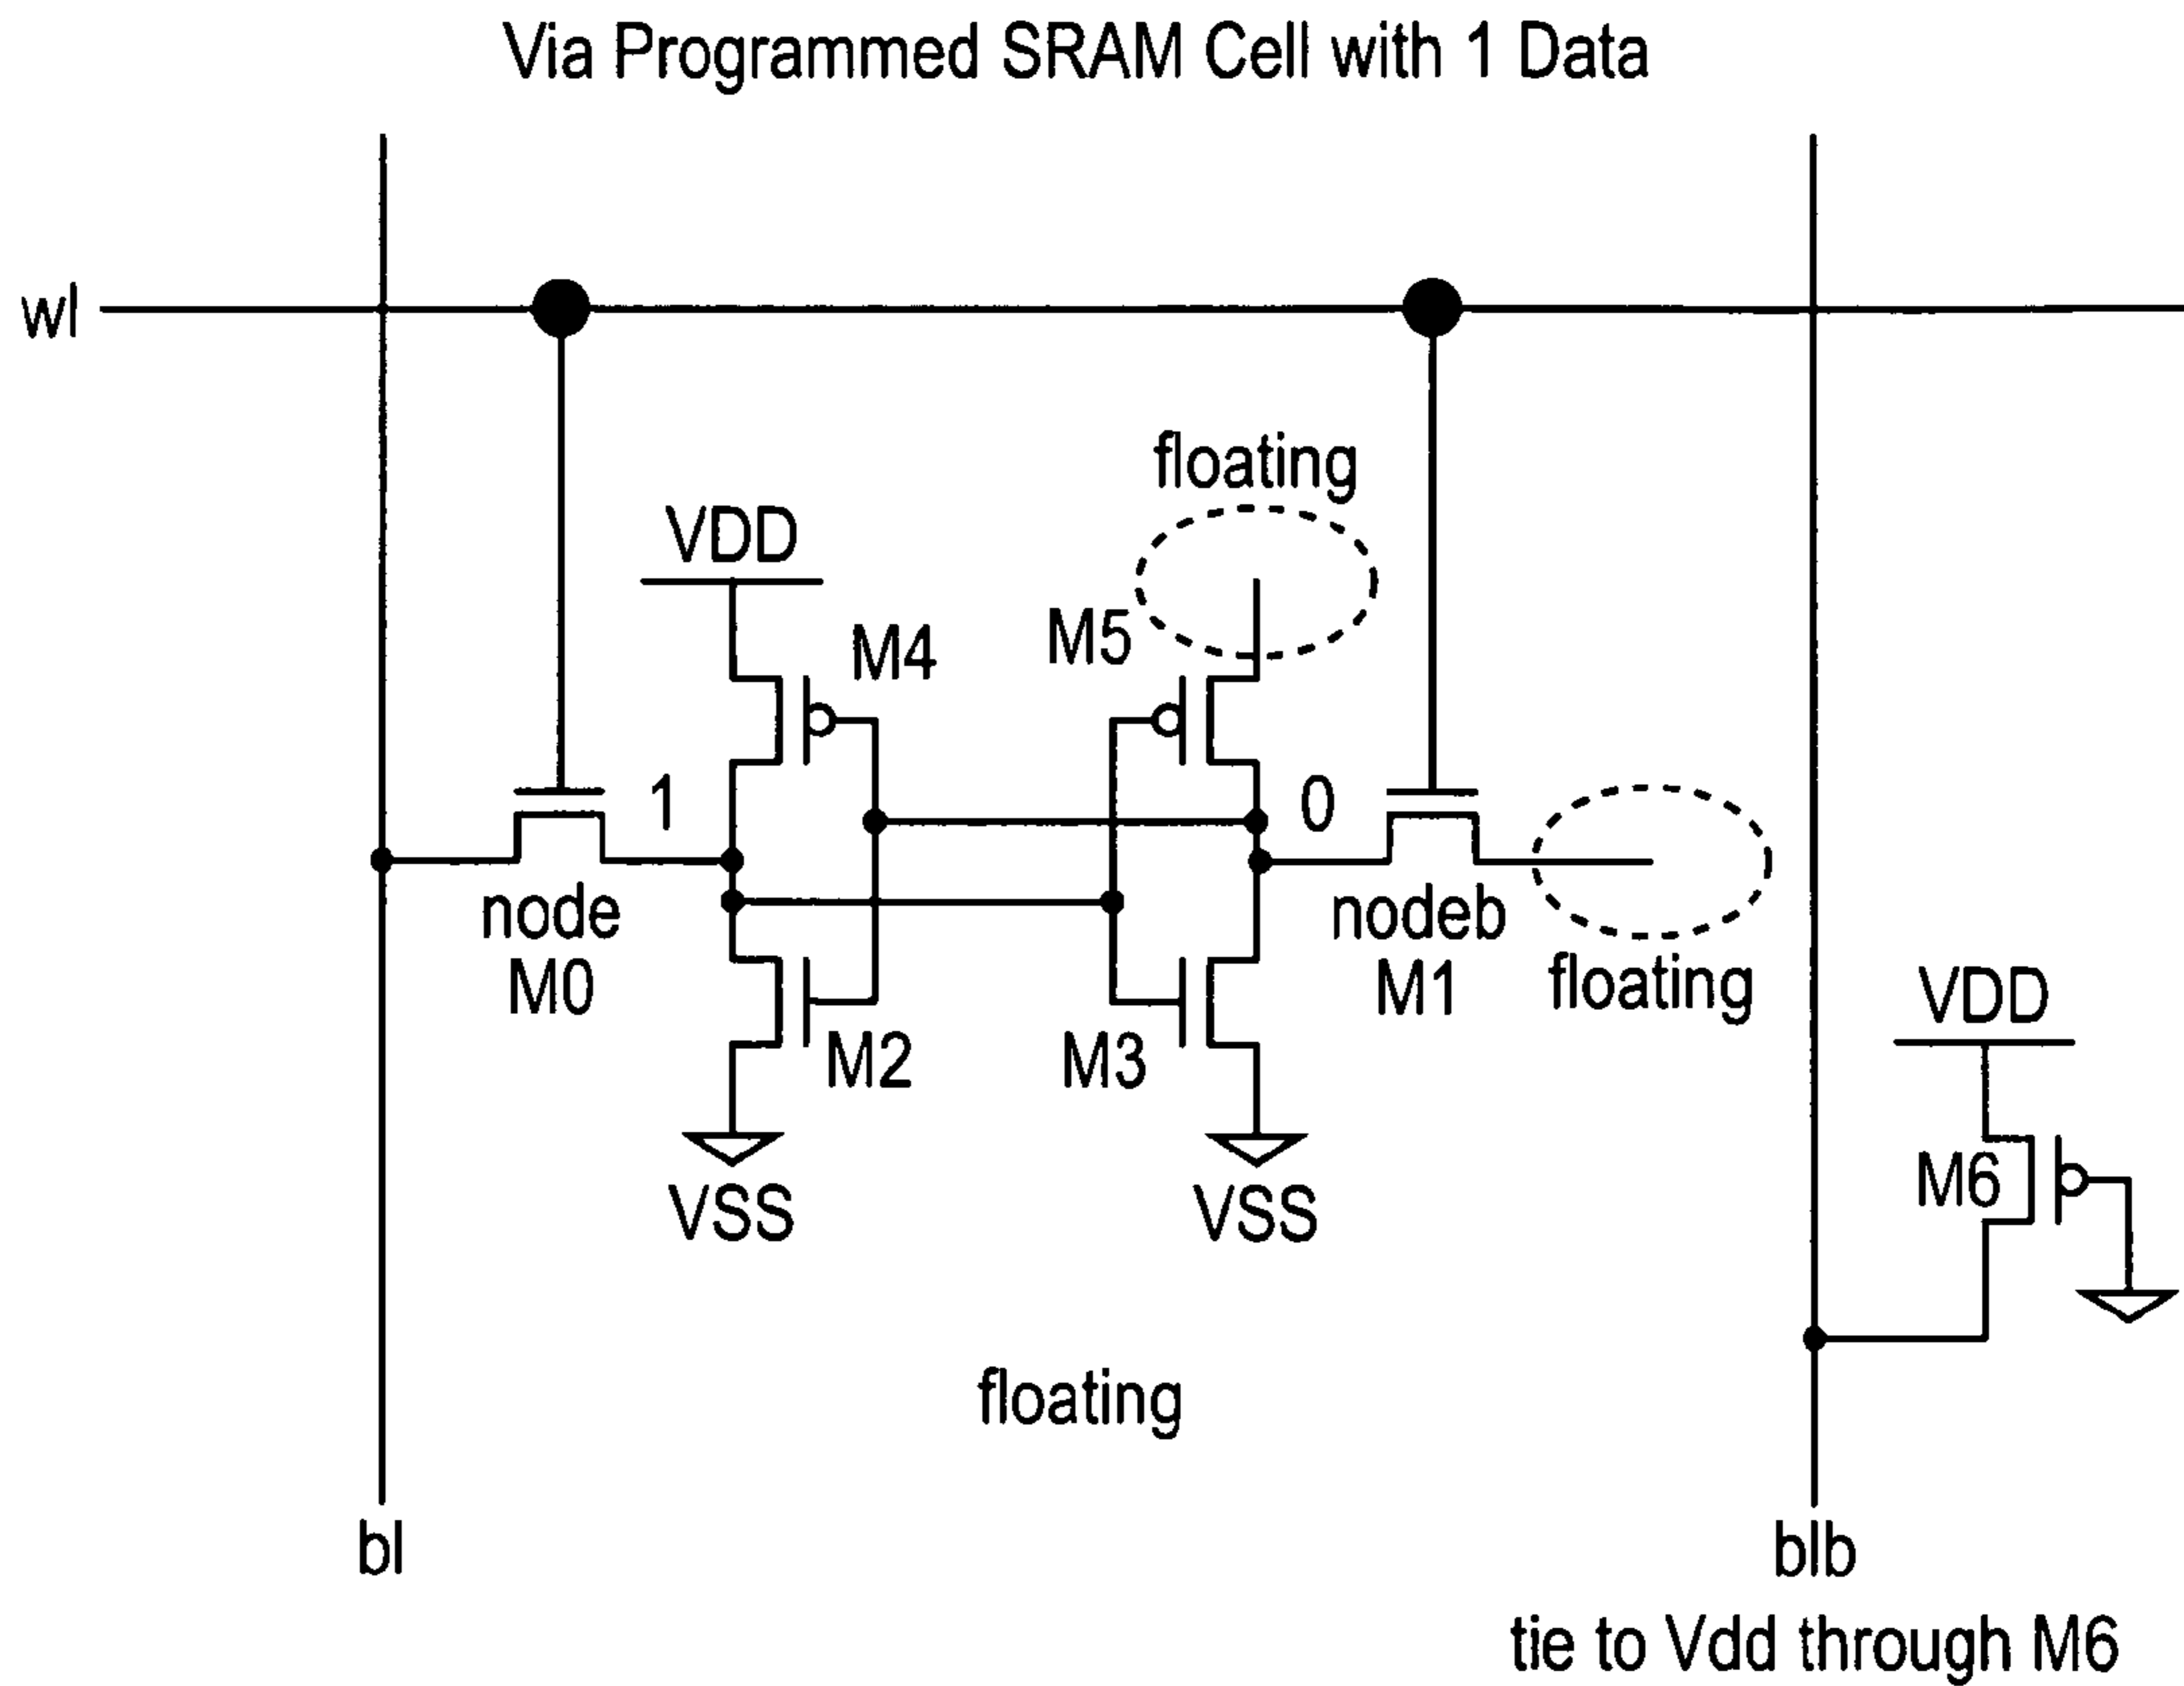 Via Programmed SRAM Cell with 1 Data
wl
floating
VDD
M4
M5
1
0
node
M0
nodeb
M1
floating
VDD
M2
M3
M6
VSS
VSS
floating
bl
blb
tie to Vdd through M6